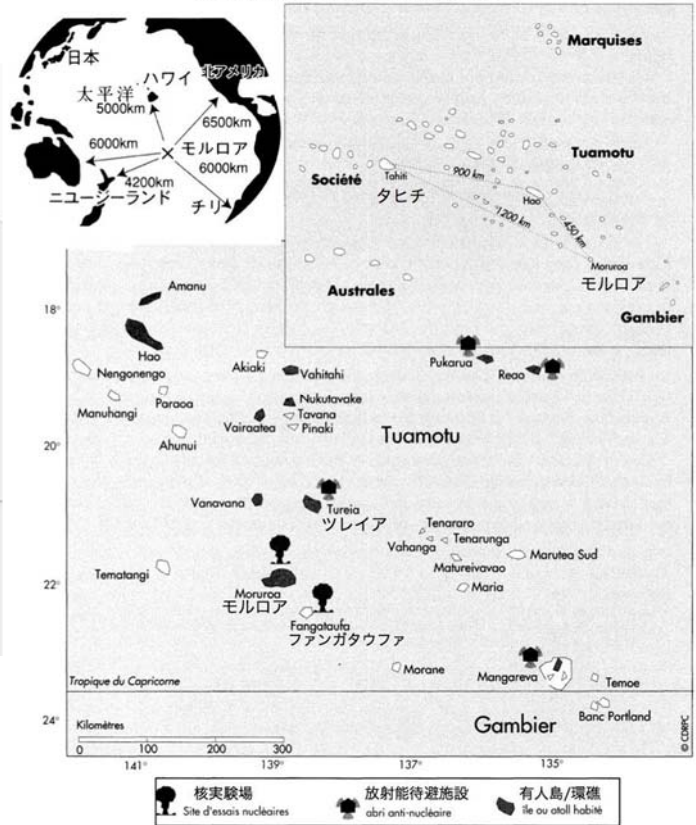 日本
ハワイ
北アメリカ
太平洋
5000km
6500km
6000km
モルロア
6000km
4200km
ニュージーランド
チリ
Marquises
Tuamotu
Société
Tahiti
タヒチ
900 km
Hao
1200 km
450 km
Moruroa
モルロア
Australes
Gambier
Amanu
18°
Hao
Nengonengo
Akiaki
Vahitahi
Pukarua
Reao
Manuhangi
Paraoa
Nukutavake
Tavana
Vairaatea
Pinaki
Ahunui
20°
Tuamotu
Vanavana
Tureia
ツレイア
Tenararo
Vahanga
Tenarunga
Matureivavao
Marutea Sud
Tematangi
Maria
22°
Moruroa
モルロア
Fangataufa
ファンガタウファ
Morane
Mangareva
Temoe
Tropique du Capricorne
Banc Portland
24°
Gambier
Kilomètres
0 100 200 300
141° 139° 137° 135°
© CDRPC
核実験場
Site d'essais nucléaires
放射能待避施設
abri anti-nucléaire
有人島/環礁
île ou atoll habité